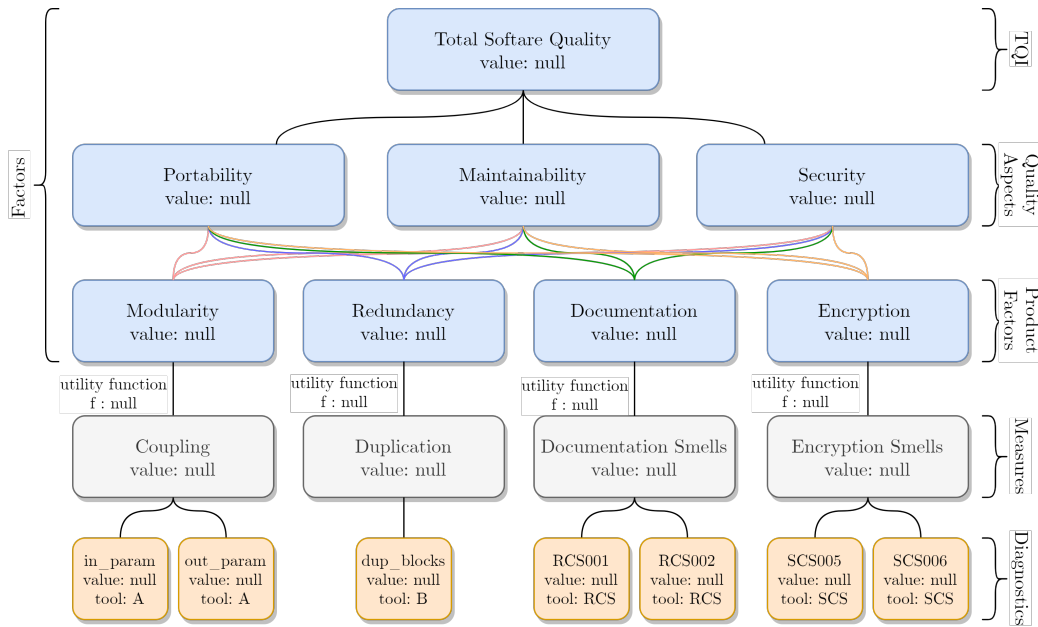 Total Softare Quality
value: null
TQI
Factors
Portability
value: null
Maintainability
value: null
Security
value: null
Quality
Aspects
Modularity
value: null
Redundancy
value: null
Documentation
value: null
Encryption
value: null
Product
Factors
utility function
f : null
utility function
f : null
utility function
f : null
utility function
f : null
Coupling
value: null
Duplication
value: null
Documentation Smells
value: null
Encryption Smells
value: null
Measures
in_param
value: null
tool: A
out_param
value: null
tool: A
dup_blocks
value: null
tool: B
RCS001
value: null
tool: RCS
RCS002
value: null
tool: RCS
SCS005
value: null
tool: SCS
SCS006
value: null
tool: SCS
Diagnostics